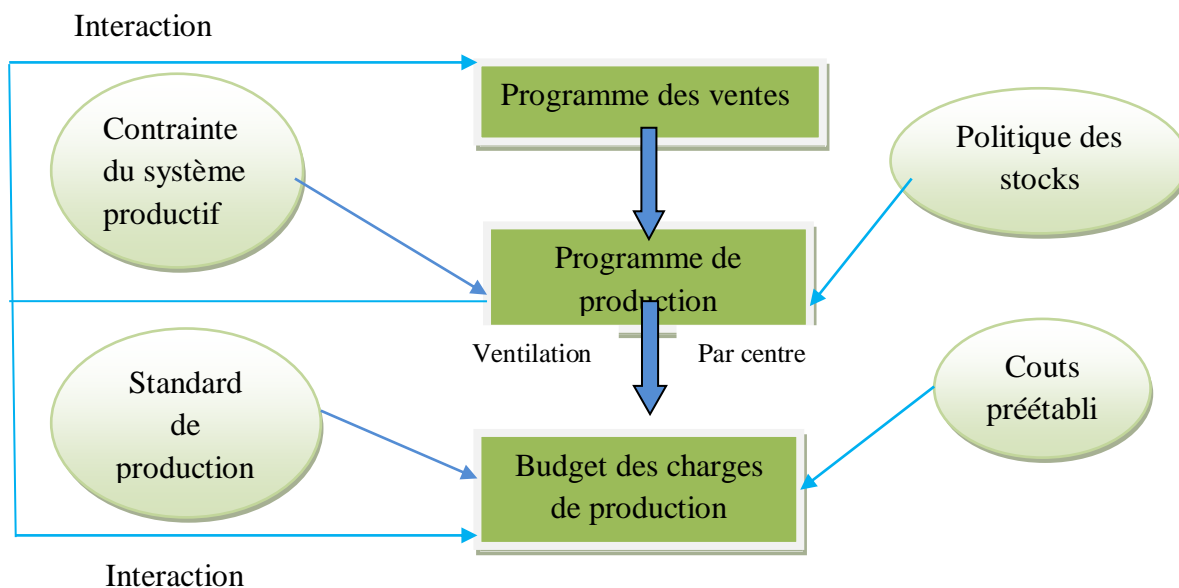 Interaction
Programme des ventes
Contrainte
du système
productif
Politique des
stocks
Programme de
production
Ventilation
Par centre
Standard
de
production
Couts
préétabli
Budget des charges
de production
Interaction